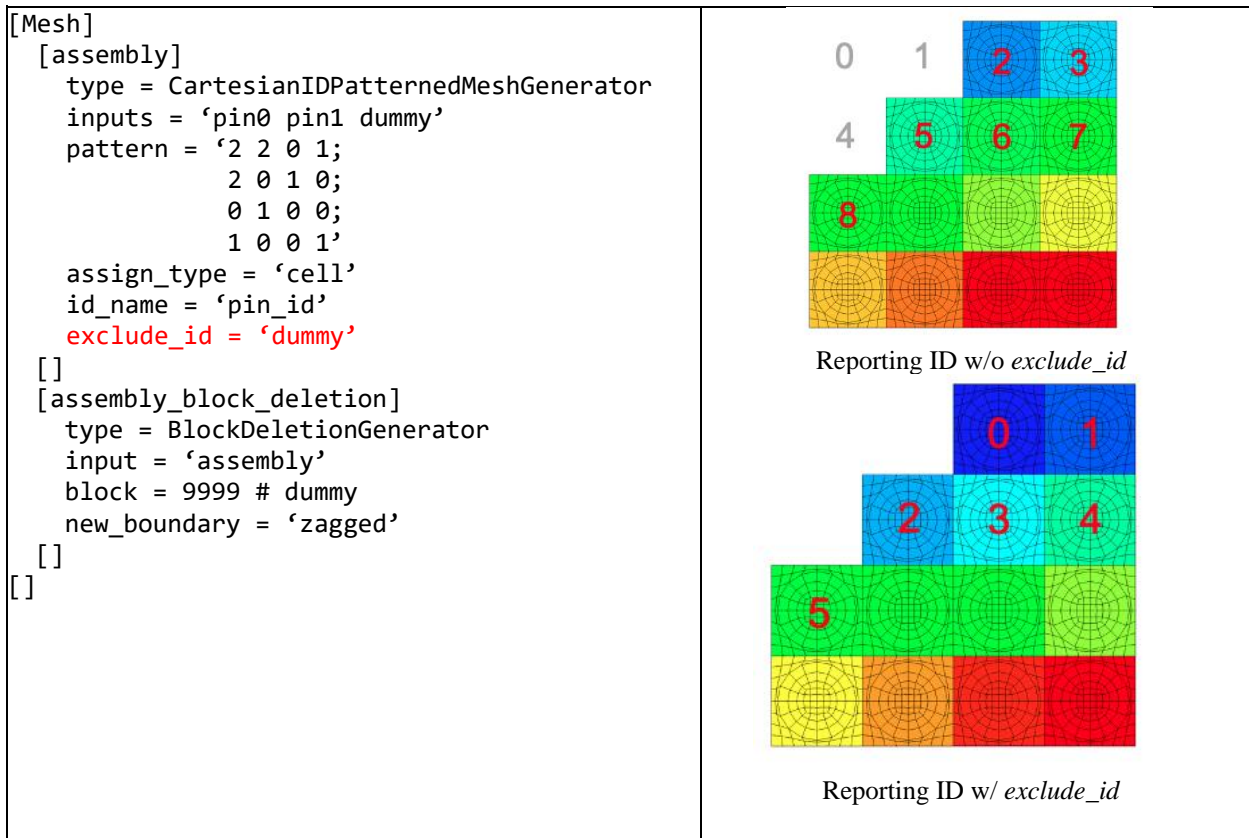 [Mesh]
[assembly]
type = CartesianIDPatternedMeshGenerator
inputs = ‘pin0 pin1 dummy’
pattern = ‘2 2 0 1;
2 0 1 0;
0 1 0 0;
1 0 0 1’
assign_type = ‘cell’
id_name = ‘pin_id’
exclude_id = ‘dummy’
[]
[assembly_block_deletion]
type = BlockDeletionGenerator
input = ‘assembly’
block = 9999 # dummy
new_boundary = ‘zagged’
[]
[]
0 1 2 3
4 5 6 7
8
Reporting ID w/o exclude_id
0 1
2 3 4
5
Reporting ID w/ exclude_id